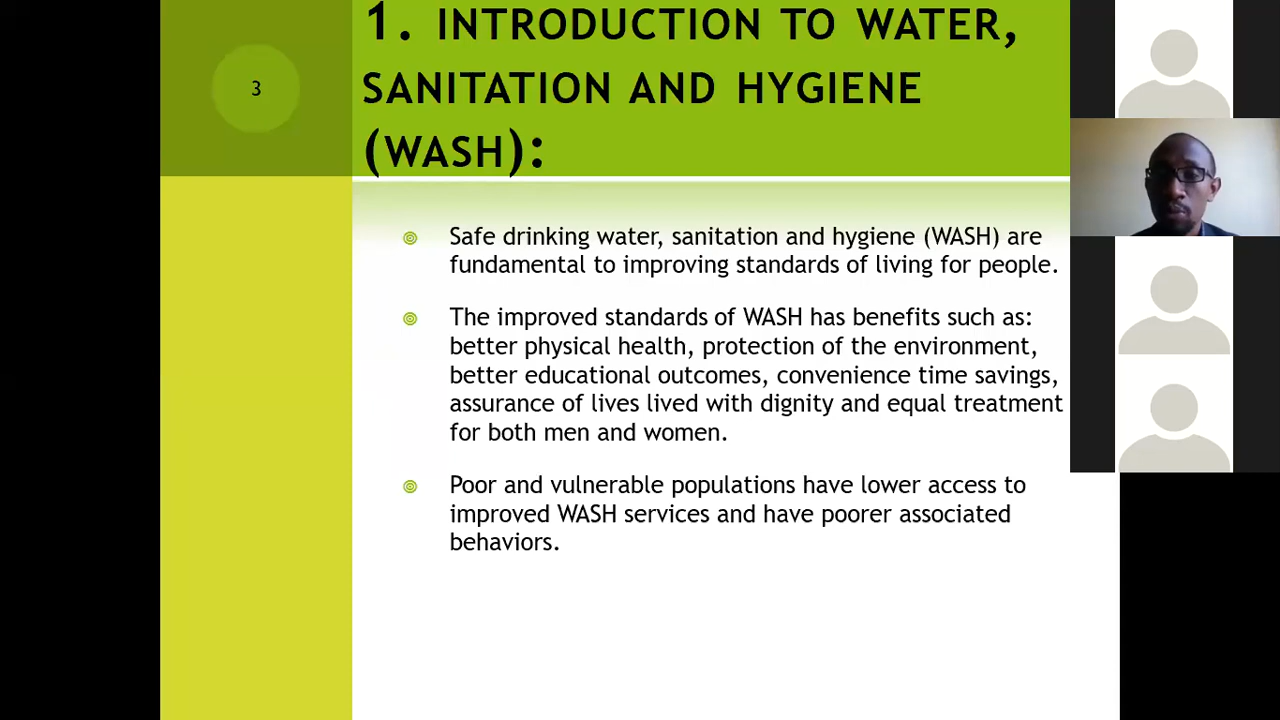 3
1. INTRODUCTION TO WATER,
SANITATION AND HYGIENE
(WASH):
Safe drinking water, sanitation and hygiene (WASH) are
fundamental to improving standards of living for people.
The improved standards of WASH has benefits such as:
better physical health, protection of the environment,
better educational outcomes, convenience time savings,
assurance of lives lived with dignity and equal treatment
for both men and women.
Poor and vulnerable populations have lower access to
improved WASH services and have poorer associated
behaviors.